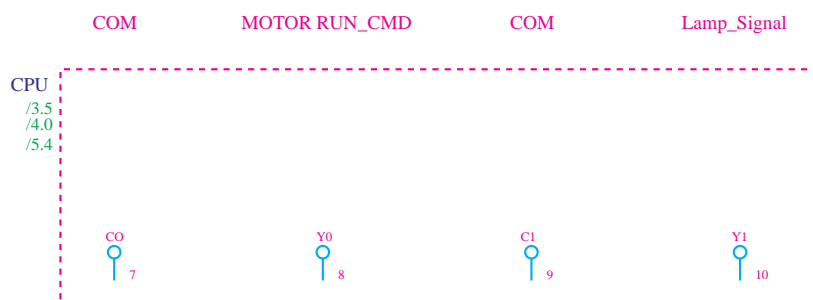 COM MOTOR RUN_CMD COM Lamp_Signal
CPU
/3.5
/4.0
/5.4
CO Y0 C1 Y1
7 8 9 10